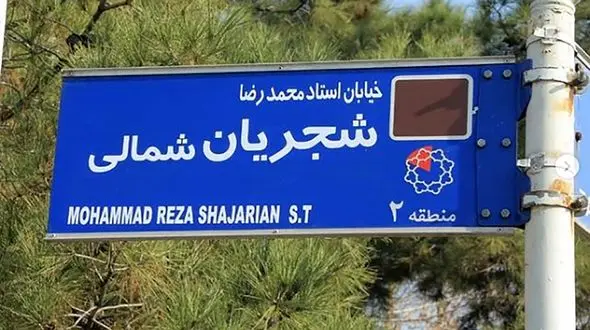 خیابان استاد محمد رضا
شجریان شمالی
MOHAMMAD REZA SHAJARIAN S.T
منطقه ۲